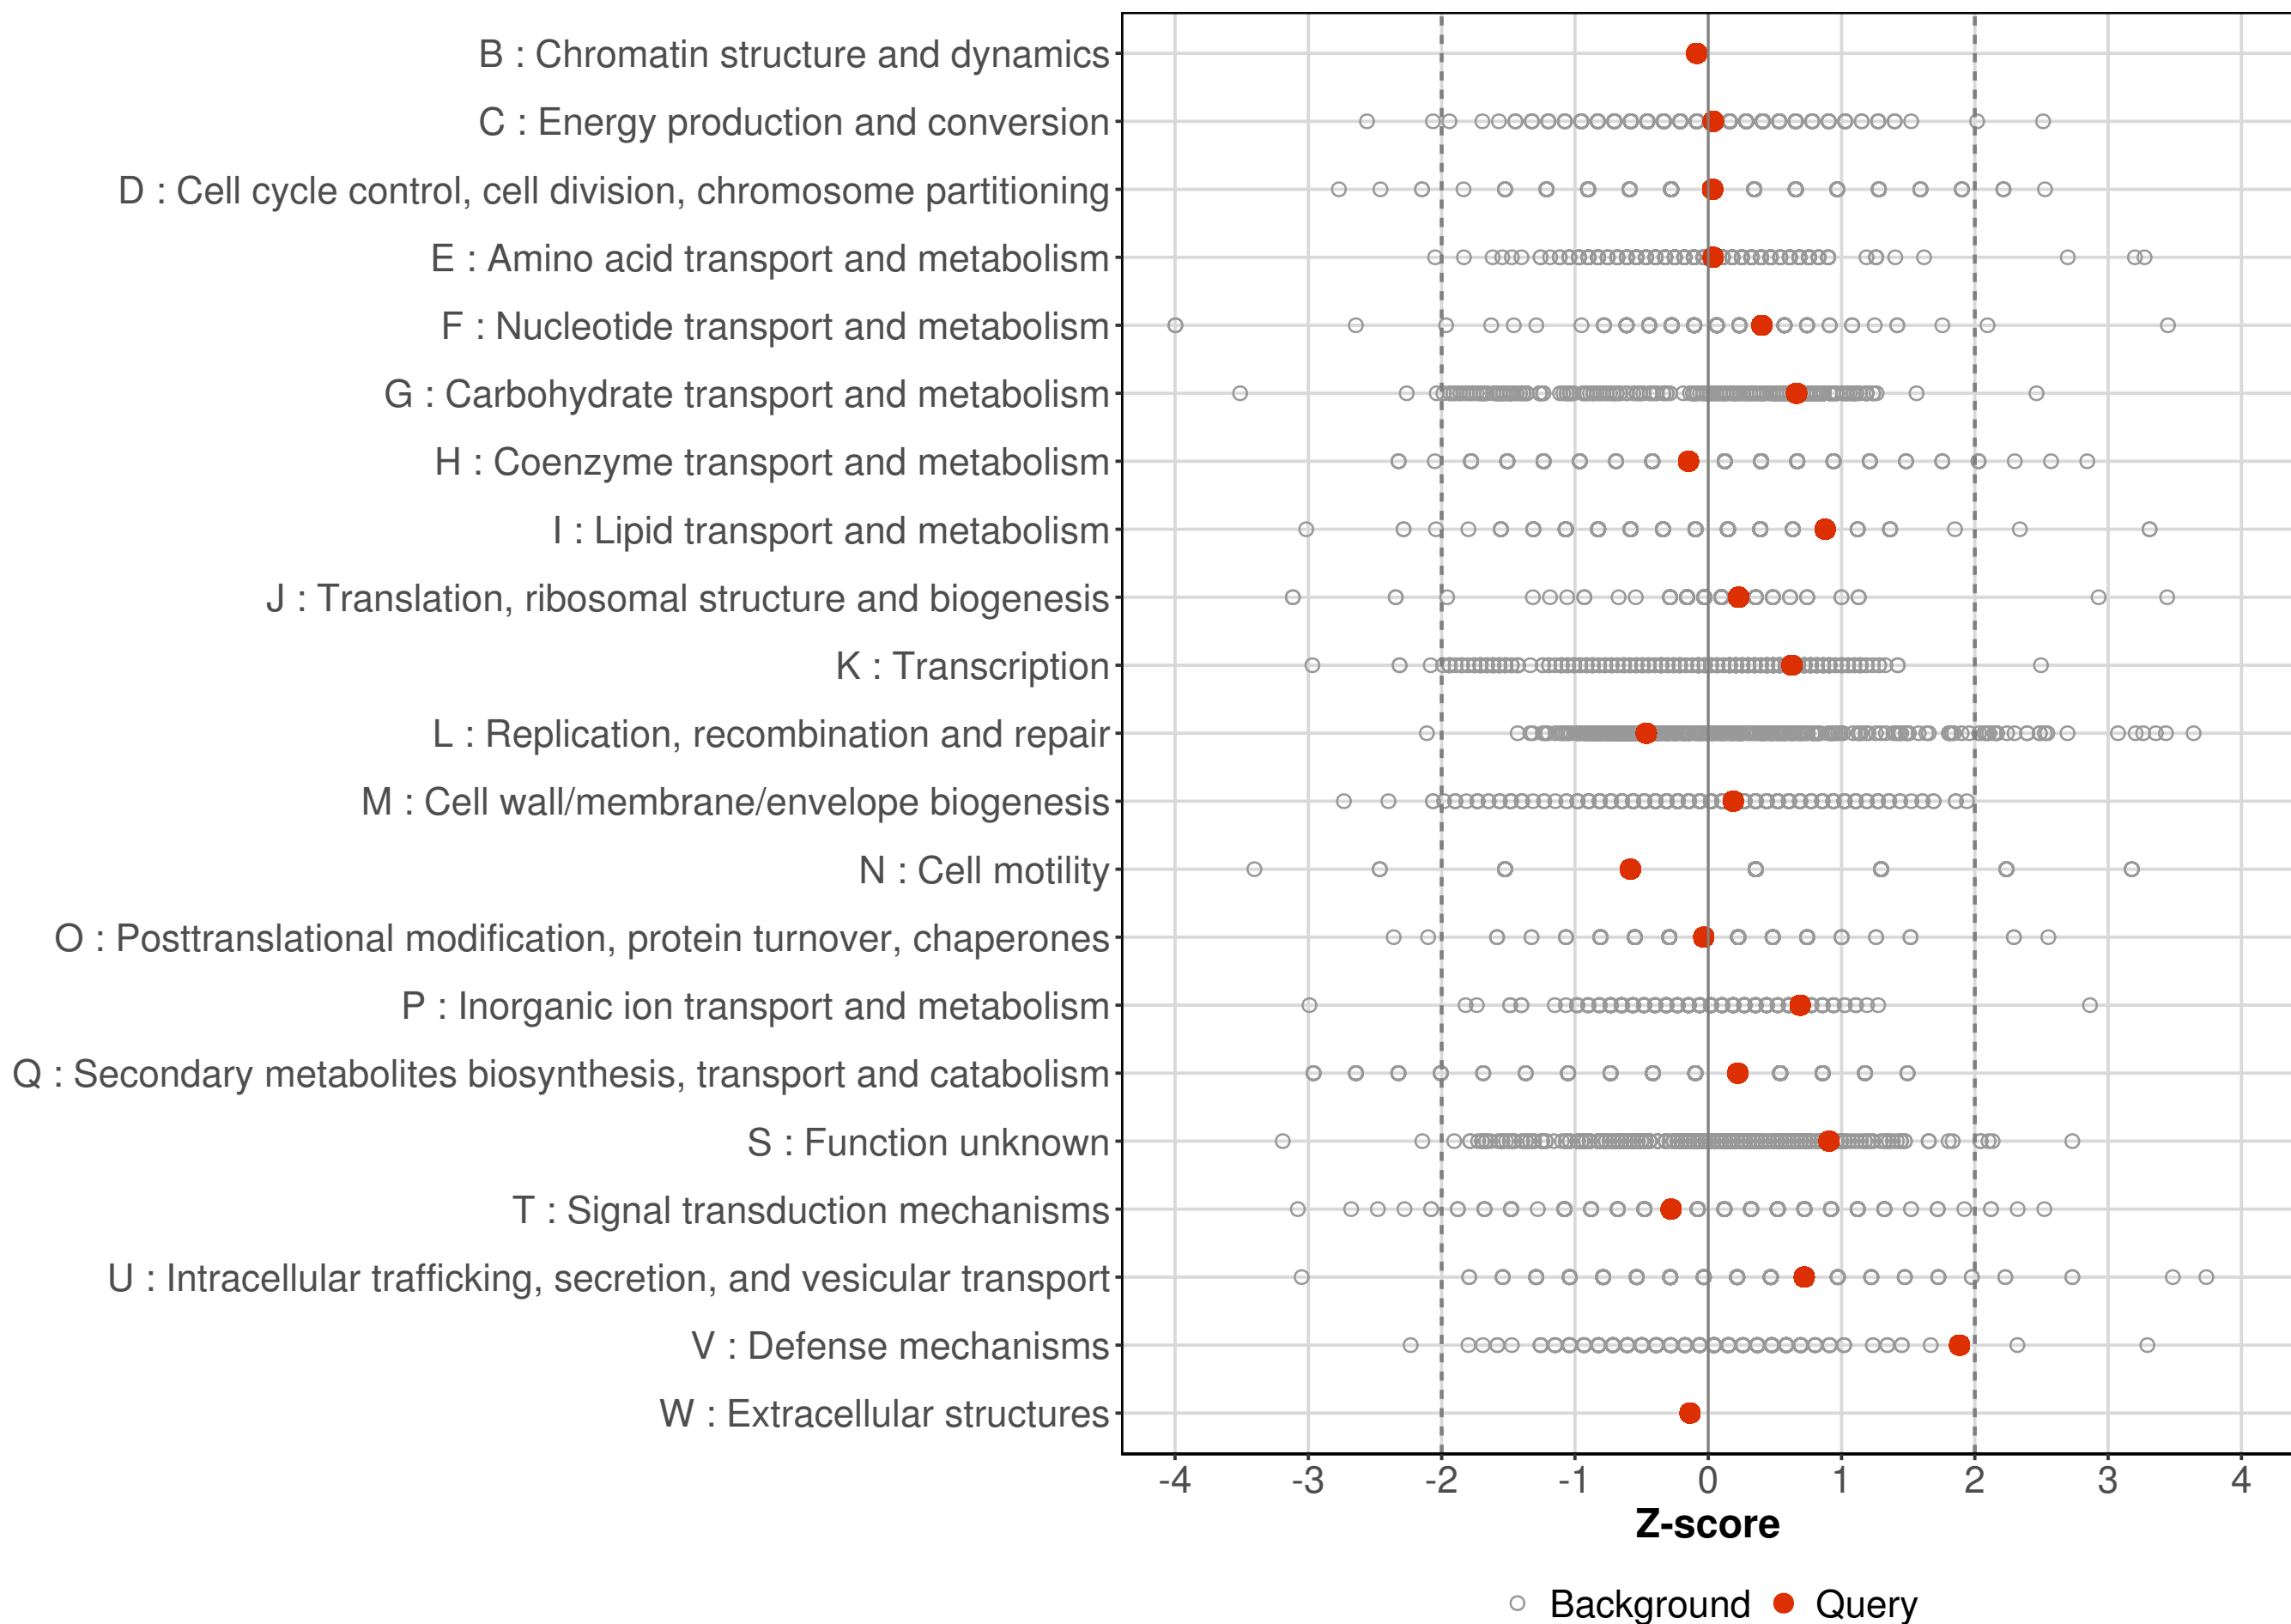 B : Chromatin structure and dynamics
C : Energy production and conversion
D : Cell cycle control, cell division, chromosome partitioning
E : Amino acid transport and metabolism
F : Nucleotide transport and metabolism
G : Carbohydrate transport and metabolism
H : Coenzyme transport and metabolism
I : Lipid transport and metabolism
J : Translation, ribosomal structure and biogenesis
K : Transcription
L : Replication, recombination and repair
M : Cell wall/membrane/envelope biogenesis
N : Cell motility
O : Posttranslational modification, protein turnover, chaperones
P : Inorganic ion transport and metabolism
Q : Secondary metabolites biosynthesis, transport and catabolism
S : Function unknown
T : Signal transduction mechanisms
U : Intracellular trafficking, secretion, and vesicular transport
V : Defense mechanisms
W : Extracellular structures
-4 -3 -2 -1 0 1 2 3 4
Z-score
Background Query